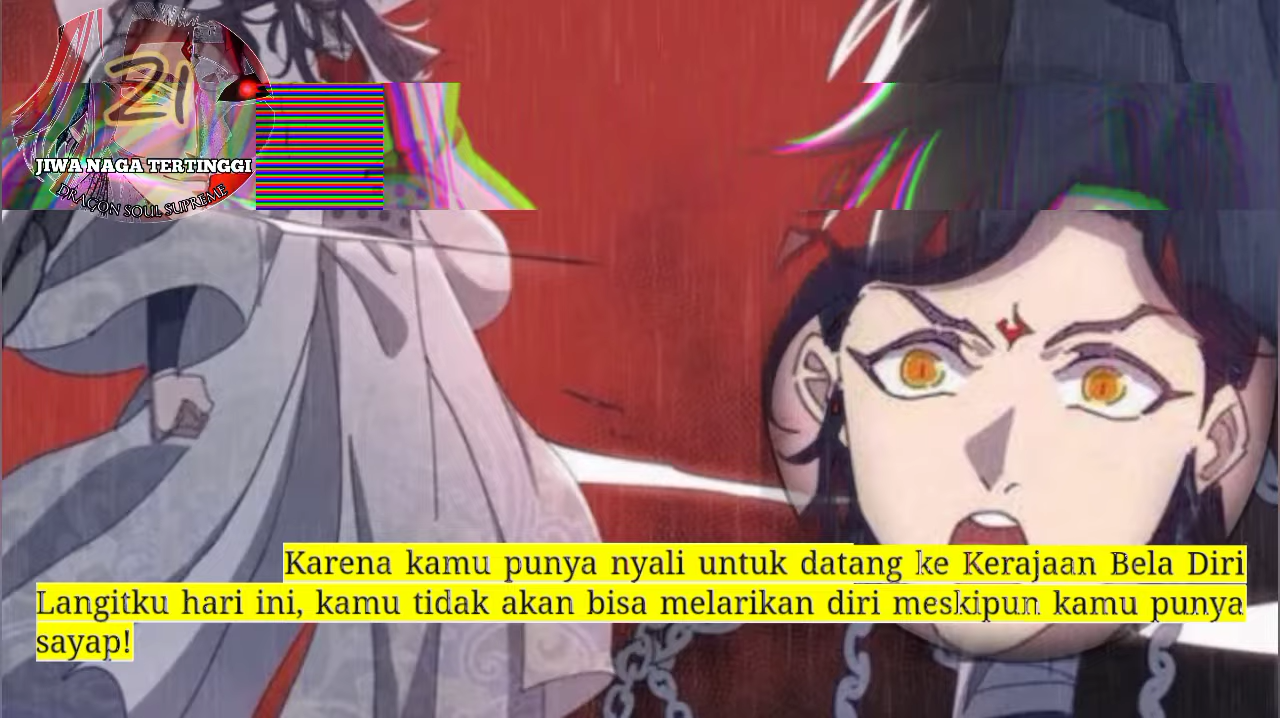 21
JIWA NAGA TERTINGGI
DRAGON SOUL SUPREME
Karena kamu punya nyali untuk datang ke Kerajaan Bela Diri
Langitku hari ini, kamu tidak akan bisa melarikan diri meskipun kamu punya
sayap!